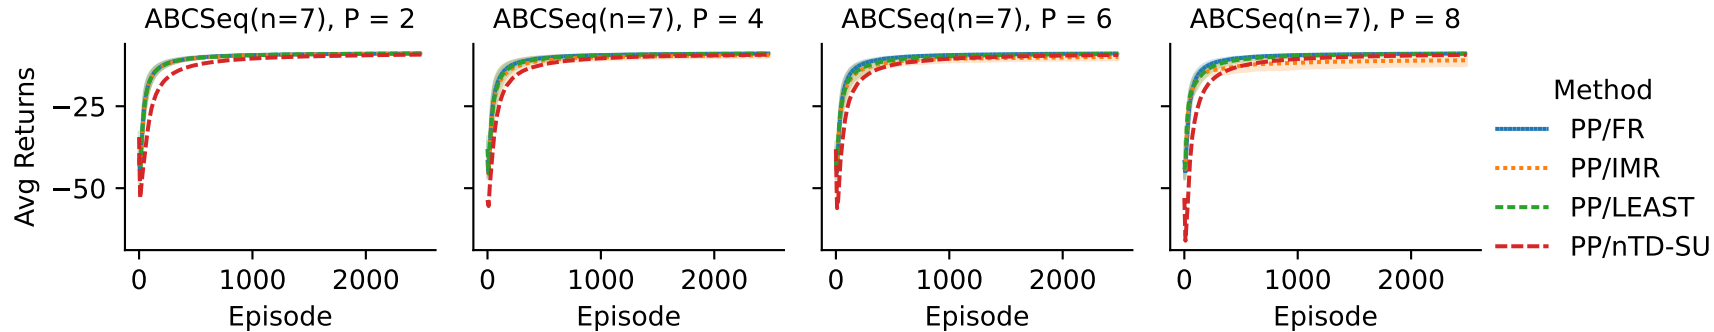 ABCSeq(n=7), P = 2
ABCSeq(n=7), P = 4
ABCSeq(n=7), P = 6
ABCSeq(n=7), P = 8
Avg Returns
−25
−50
0 1000 2000
0 1000 2000
0 1000 2000
0 1000 2000
Episode
Episode
Episode
Episode
Method
PP/FR
PP/IMR
PP/LEAST
PP/nTD-SU